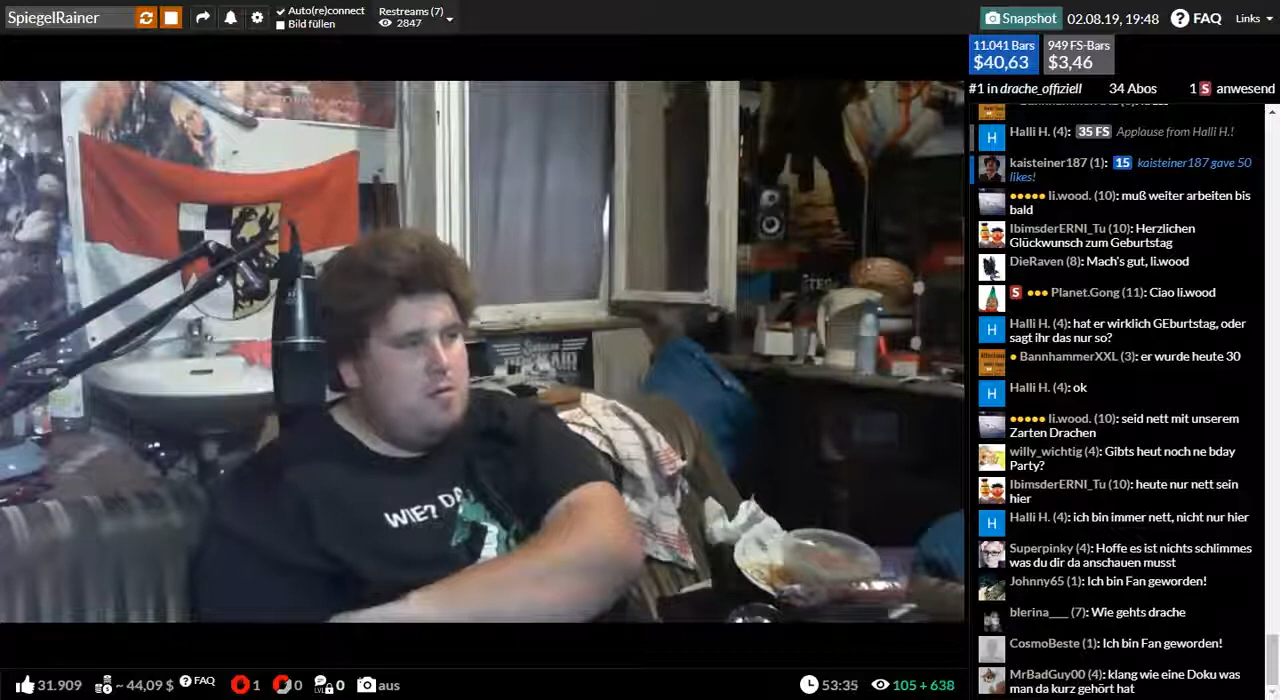 SpiegelRainer
Auto(re)connect
Bild füllen
Restreams (7)
2847
Snapshot
02.08.19, 19:48
FAQ
Links
11.041 Bars
$40,63
949 FS-Bars
$3,46
#1 in drache_offiziell
34 Abos
1 S anwesend
Halli H. (4): 35 FS Applause from Halli H.!
kaisteiner187 (1): 15 kaisteiner187 gave 50
likes!
li.wood. (10): muß weiter arbeiten bis
bald
IbimsderERNI_Tu (10): Herzlichen
Glückwunsch zum Geburtstag
DieRaven (8): Mach's gut, li.wood
S Planet.Gong (11): Ciao li.wood
Halli H. (4): hat er wirklich GEburtstag, oder
sagt ihr das nur so?
BannhammerXXL (3): er wurde heute 30
Halli H. (4): ok
li.wood. (10): seid nett mit unserem
Zarten Drachen
willy_wichtig (4): Gibts heut noch ne bday
Party?
IbimsderERNI_Tu (10): heute nur nett sein
hier
Halli H. (4): ich bin immer nett, nicht nur hier
Superpinky (4): Hoffe es ist nichts schlimmes
was du dir da anschauen musst
Johnny65 (1): Ich bin Fan geworden!
blerina____ (7): Wie gehts drache
CosmoBeste (1): Ich bin Fan geworden!
MrBadGuy00 (4): klang wie eine Doku was
man da kurz gehört hat
WIE? DA
31.909
~ 44,09 $
FAQ
1
0
LVL
0
aus
53:35
105 + 638